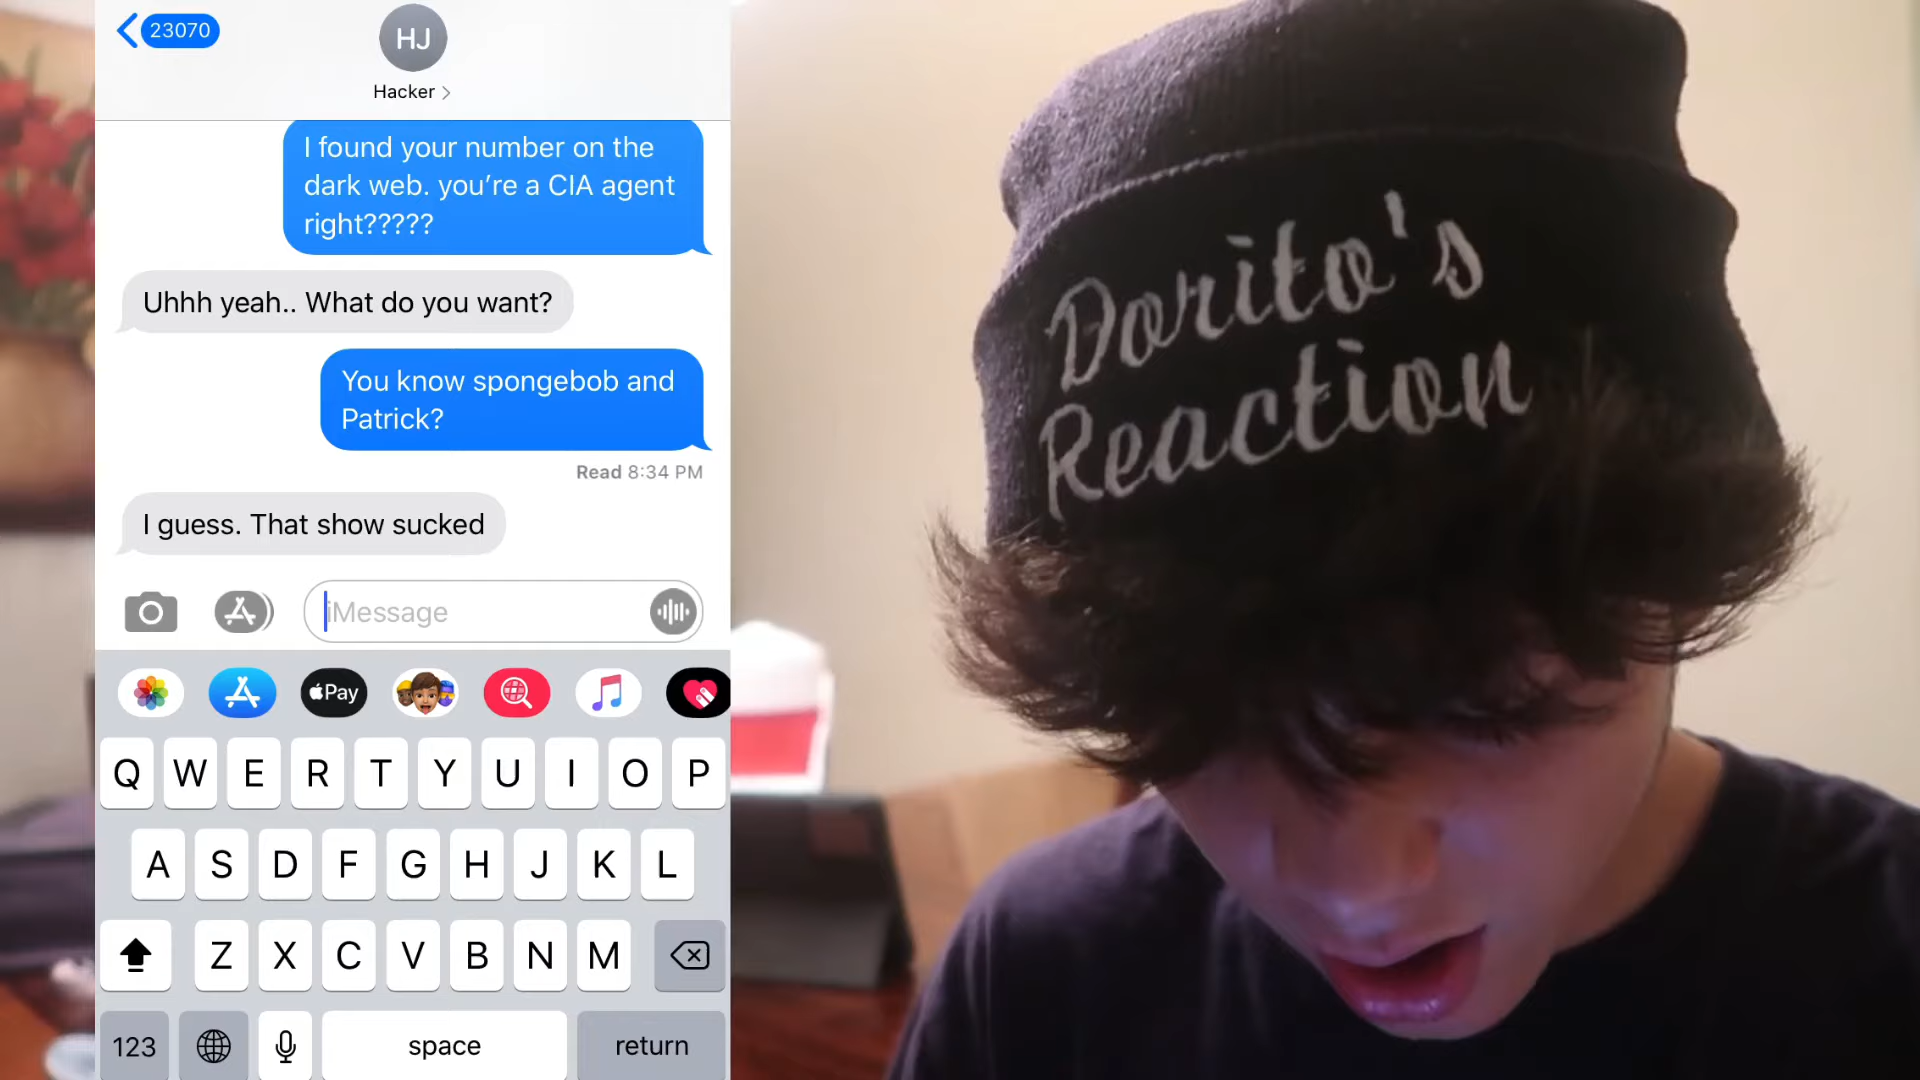 23070
HJ
Hacker
I found your number on the
dark web. you’re a CIA agent
right?????
Uhhh yeah.. What do you want?
You know spongebob and
Patrick?
Read 8:34 PM
I guess. That show sucked
iMessage
Pay
Q W E R T Y U I O P
A S D F G H J K L
Z X C V B N M
123 space return
Dorito's
Reaction